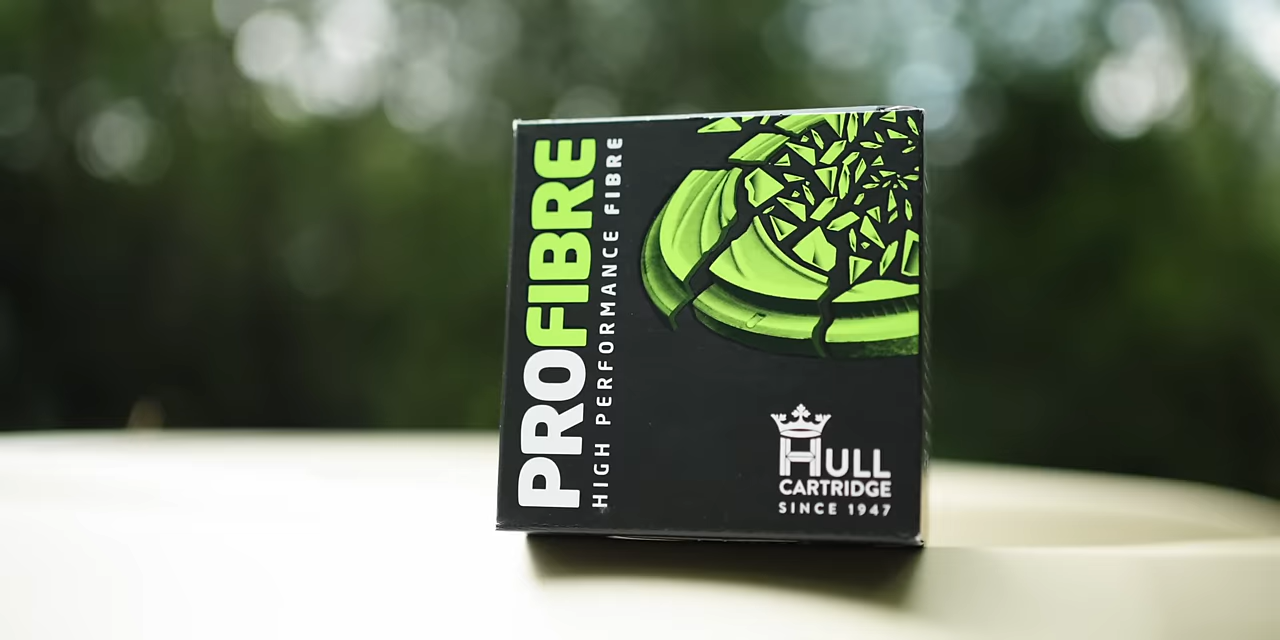 PROFIBRE
HIGH PERFORMANCE FIBRE
HULL
CARTRIDGE
SINCE 1947